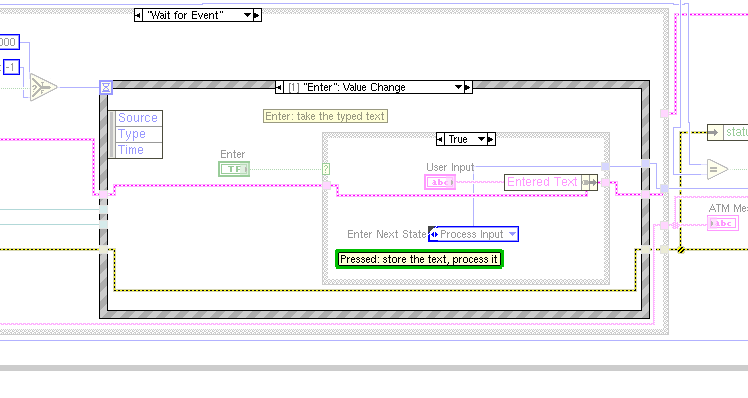 "Wait for Event"
000
-1
[1] "Enter": Value Change
Source
Type
Time
Enter: take the typed text
True
Enter
TF
?
User Input
abc
Entered Text
Enter Next State
Process Input
Pressed: store the text, process it
statu
=
ATM Me
abc